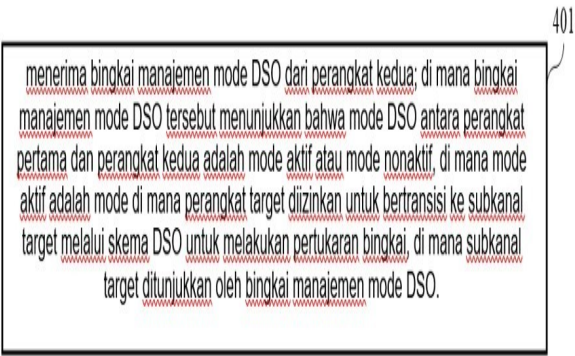 401
menerima bingkai manajemen mode DSO dari perangkat kedua; di mana bingkai
manajemen mode DSO tersebut menunjukkan bahwa mode DSO antara perangkat
pertama dan perangkat kedua adalah mode aktif atau mode nonaktif, di mana mode
aktif adalah mode di mana perangkat target diizinkan untuk bertransisi ke subkanal
target melalui skema DSO untuk melakukan pertukaran bingkai, di mana subkanal
target ditunjukkan oleh bingkai manajemen mode DSO.